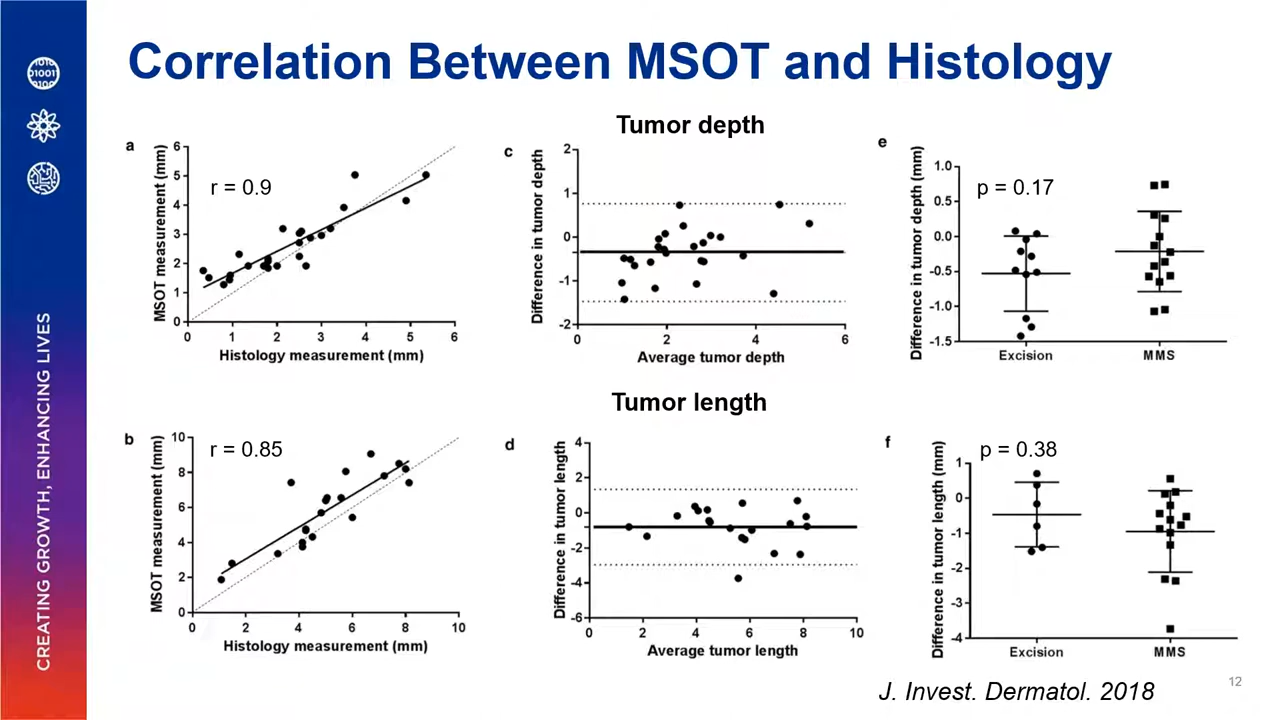 Correlation Between MSOT and Histology
Tumor depth
a
MSOT measurement (mm)
6
5
4
3
2
1
0
r = 0.9
0 1 2 3 4 5 6
Histology measurement (mm)
c
Difference in tumor depth
2
1
0
-1
-2
0 2 4 6
Average tumor depth
e
Difference in tumor depth (mm)
1.0
0.5
0.0
-0.5
-1.0
-1.5
p = 0.17
Excision MMS
Tumor length
b
MSOT measurement (mm)
10
8
6
4
2
0
r = 0.85
0 2 4 6 8 10
Histology measurement (mm)
d
Difference in tumor length
4
2
0
-2
-4
-6
0 2 4 6 8 10
Average tumor length
f
Difference in tumor length (mm)
1
0
-1
-2
-3
-4
p = 0.38
Excision MMS
J. Invest. Dermatol. 2018
12
CREATING GROWTH, ENHANCING LIVES